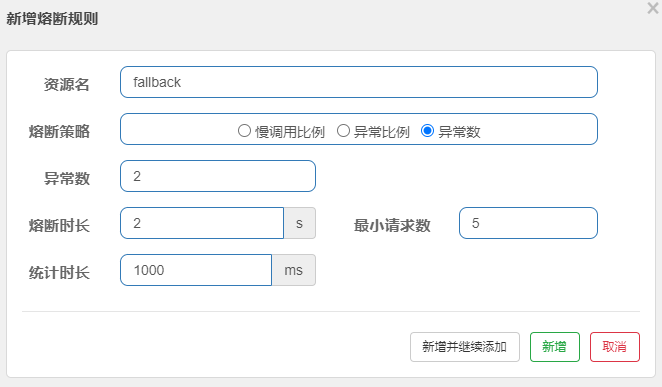 新增熔断规则
×
资源名 fallback
熔断策略 慢调用比例 异常比例 异常数
异常数 2
熔断时长 2 s 最小请求数 5
统计时长 1000 ms
新增并继续添加 新增 取消